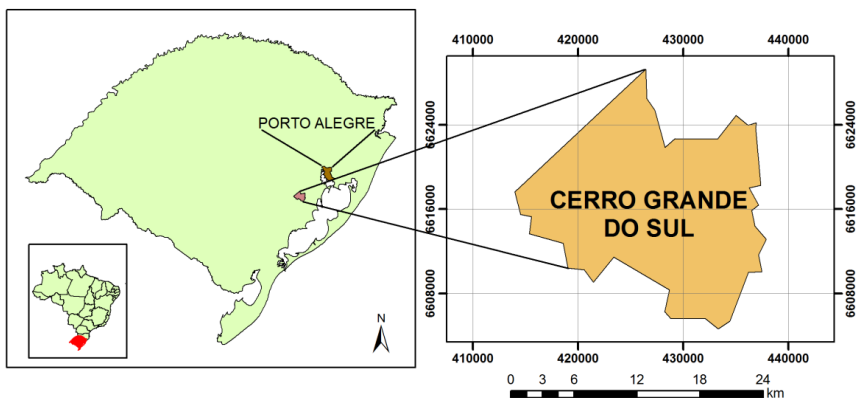 PORTO ALEGRE
N
410000 420000 430000 440000
6624000 6624000
6616000 6616000
6608000 6608000
CERRO GRANDE
DO SUL
410000 420000 430000 440000
0 3 6 12 18 24
km